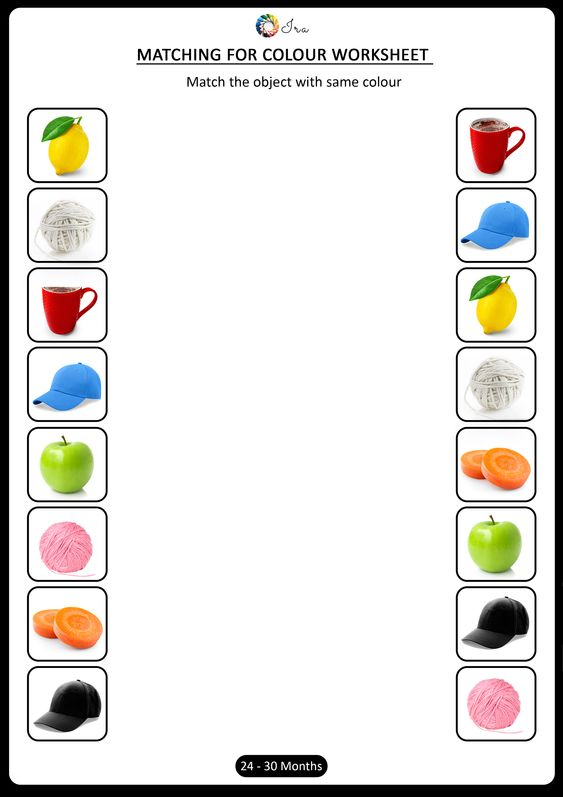 Ira
MATCHING FOR COLOUR WORKSHEET
Match the object with same colour
24 - 30 Months